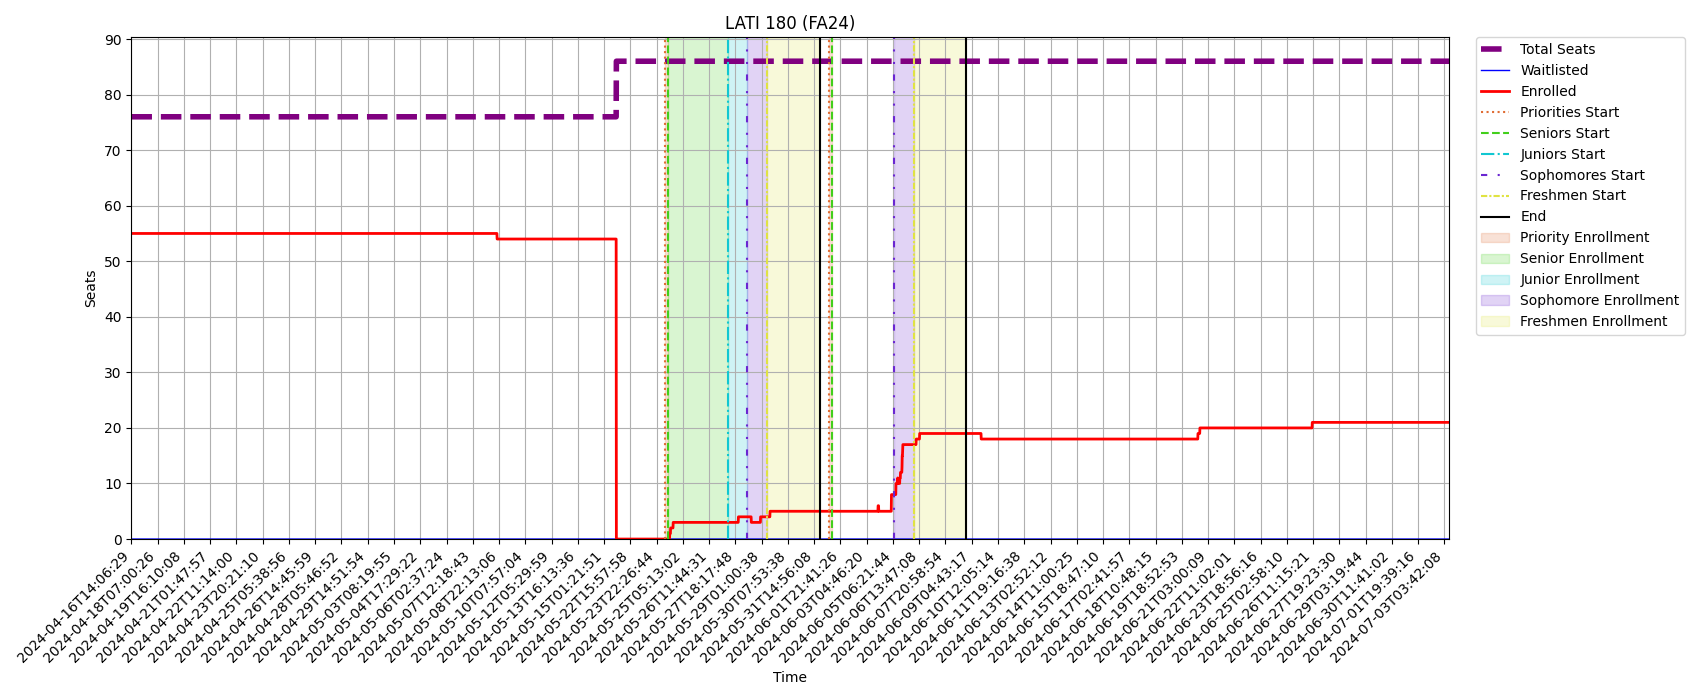 LATI 180 (FA24)
90
80
70
60
50
40
30
20
10
0
Seats
2024-04-16T14:06:29
2024-04-18T07:00:26
2024-04-19T16:10:08
2024-04-21T01:47:57
2024-04-22T11:14:00
2024-04-23T20:21:10
2024-04-25T05:38:56
2024-04-26T14:45:59
2024-04-28T05:46:52
2024-04-29T14:51:54
2024-05-03T08:19:55
2024-05-04T17:29:22
2024-05-06T02:37:24
2024-05-07T12:18:43
2024-05-08T22:13:06
2024-05-10T07:57:04
2024-05-12T05:29:59
2024-05-13T16:13:36
2024-05-15T01:21:51
2024-05-22T15:57:58
2024-05-23T22:26:44
2024-05-25T05:13:02
2024-05-26T11:44:31
2024-05-27T18:17:48
2024-05-29T01:00:38
2024-05-30T07:53:38
2024-05-31T14:56:08
2024-06-01T21:41:26
2024-06-03T04:46:20
2024-06-05T06:21:44
2024-06-06T13:47:08
2024-06-07T20:58:54
2024-06-09T04:43:17
2024-06-10T12:05:14
2024-06-11T19:16:38
2024-06-13T02:52:12
2024-06-14T11:00:25
2024-06-15T18:47:10
2024-06-17T02:41:57
2024-06-18T10:48:15
2024-06-19T18:52:53
2024-06-21T03:00:09
2024-06-22T11:02:01
2024-06-23T18:56:16
2024-06-25T02:58:10
2024-06-26T11:15:21
2024-06-27T19:23:30
2024-06-29T03:19:44
2024-06-30T11:41:02
2024-07-01T19:39:16
2024-07-03T03:42:08
Time
Total Seats
Waitlisted
Enrolled
Priorities Start
Seniors Start
Juniors Start
Sophomores Start
Freshmen Start
End
Priority Enrollment
Senior Enrollment
Junior Enrollment
Sophomore Enrollment
Freshmen Enrollment